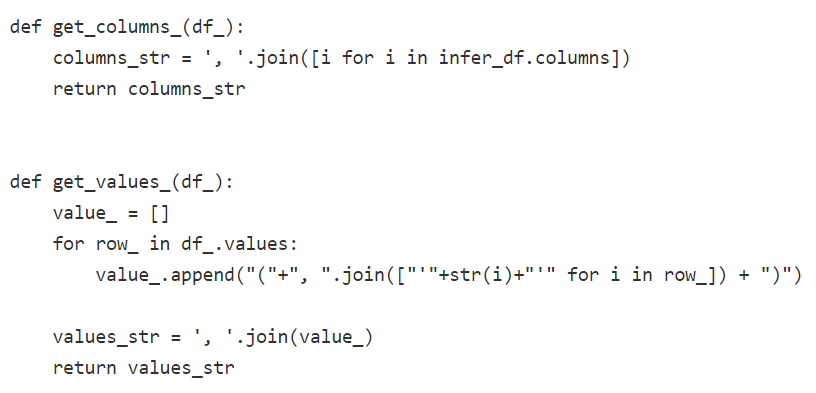 def get_columns_(df_):
    columns_str = ', '.join([i for i in infer_df.columns])
    return columns_str
def get_values_(df_):
    value_ = []
    for row_ in df_.values:
        value_.append("("+", ".join(["'"+str(i)+"'" for i in row_]) + ")")
    values_str = ', '.join(value_)
    return values_str